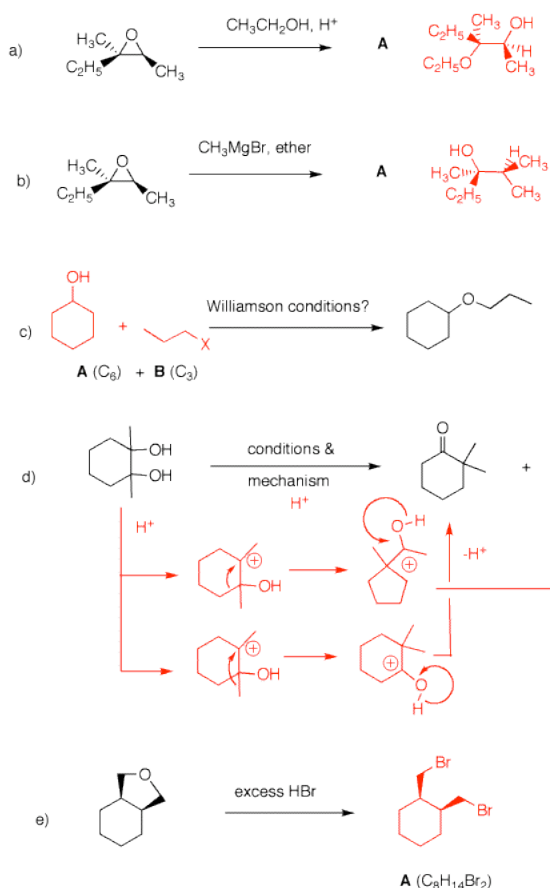 a) H₃C O C₂H₅ CH₃ CH₃CH₂OH, H⁺ A C₂H₅ CH₃ OH C₂H₅O H CH₃
b) H₃C O C₂H₅ CH₃ CH₃MgBr, ether A HO H CH₃ H₃C C₂H₅ CH₃
c) OH + X Williamson conditions? O
A (C₆) + B (C₃)
d) OH OH conditions &
mechanism O +
H⁺ H⁺ O H -H⁺
+ OH +
+ OH + O H
e) O excess HBr Br Br
A (C₈H₁₄Br₂)